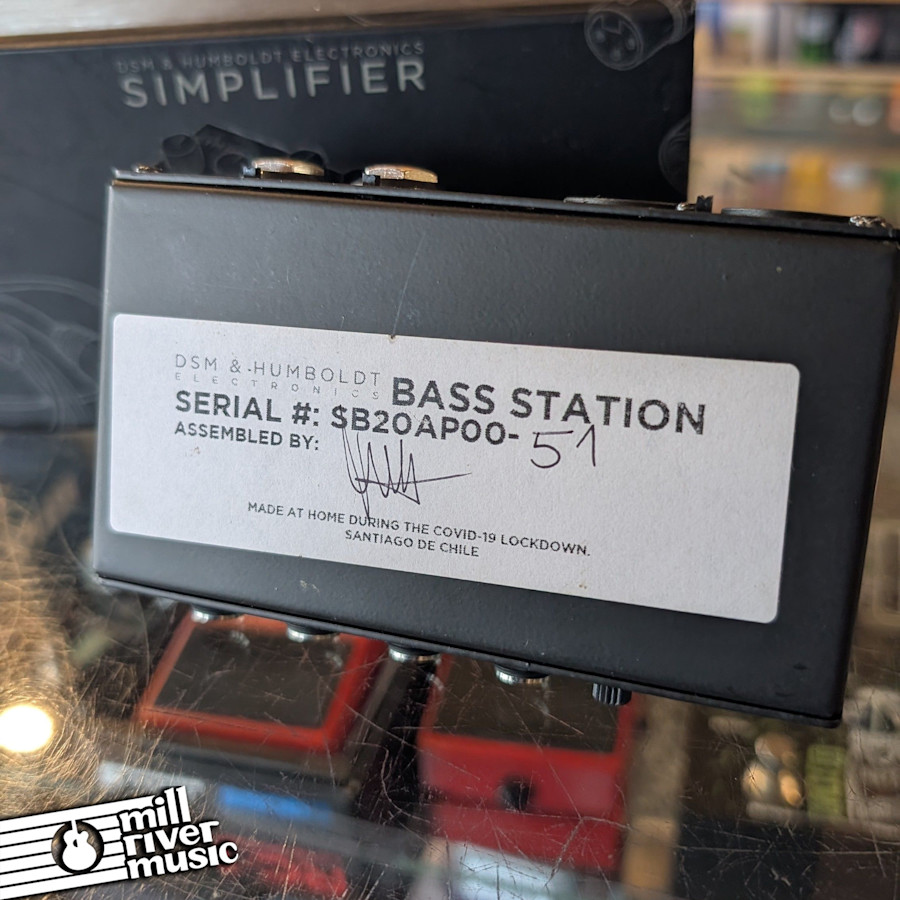 DSM & HUMBOLDT ELECTRONICS
SIMPLIFIER
DSM & HUMBOLDT
ELECTRONICS
BASS STATION
SERIAL #: SB20AP00- 51
ASSEMBLED BY:
MADE AT HOME DURING THE COVID-19 LOCKDOWN.
SANTIAGO DE CHILE
mill
river
music